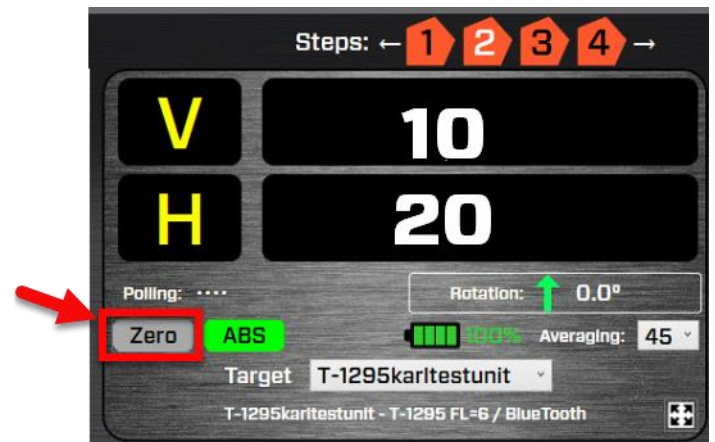 Steps: ← 1 2 3 4 →
V 10
H 20
Polling: ···· Rotation: 0.0°
Zero ABS 100% Averaging: 45
Target T-1295karltestunit
T-1295karltestunit - T-1295 FL=6 / BlueTooth